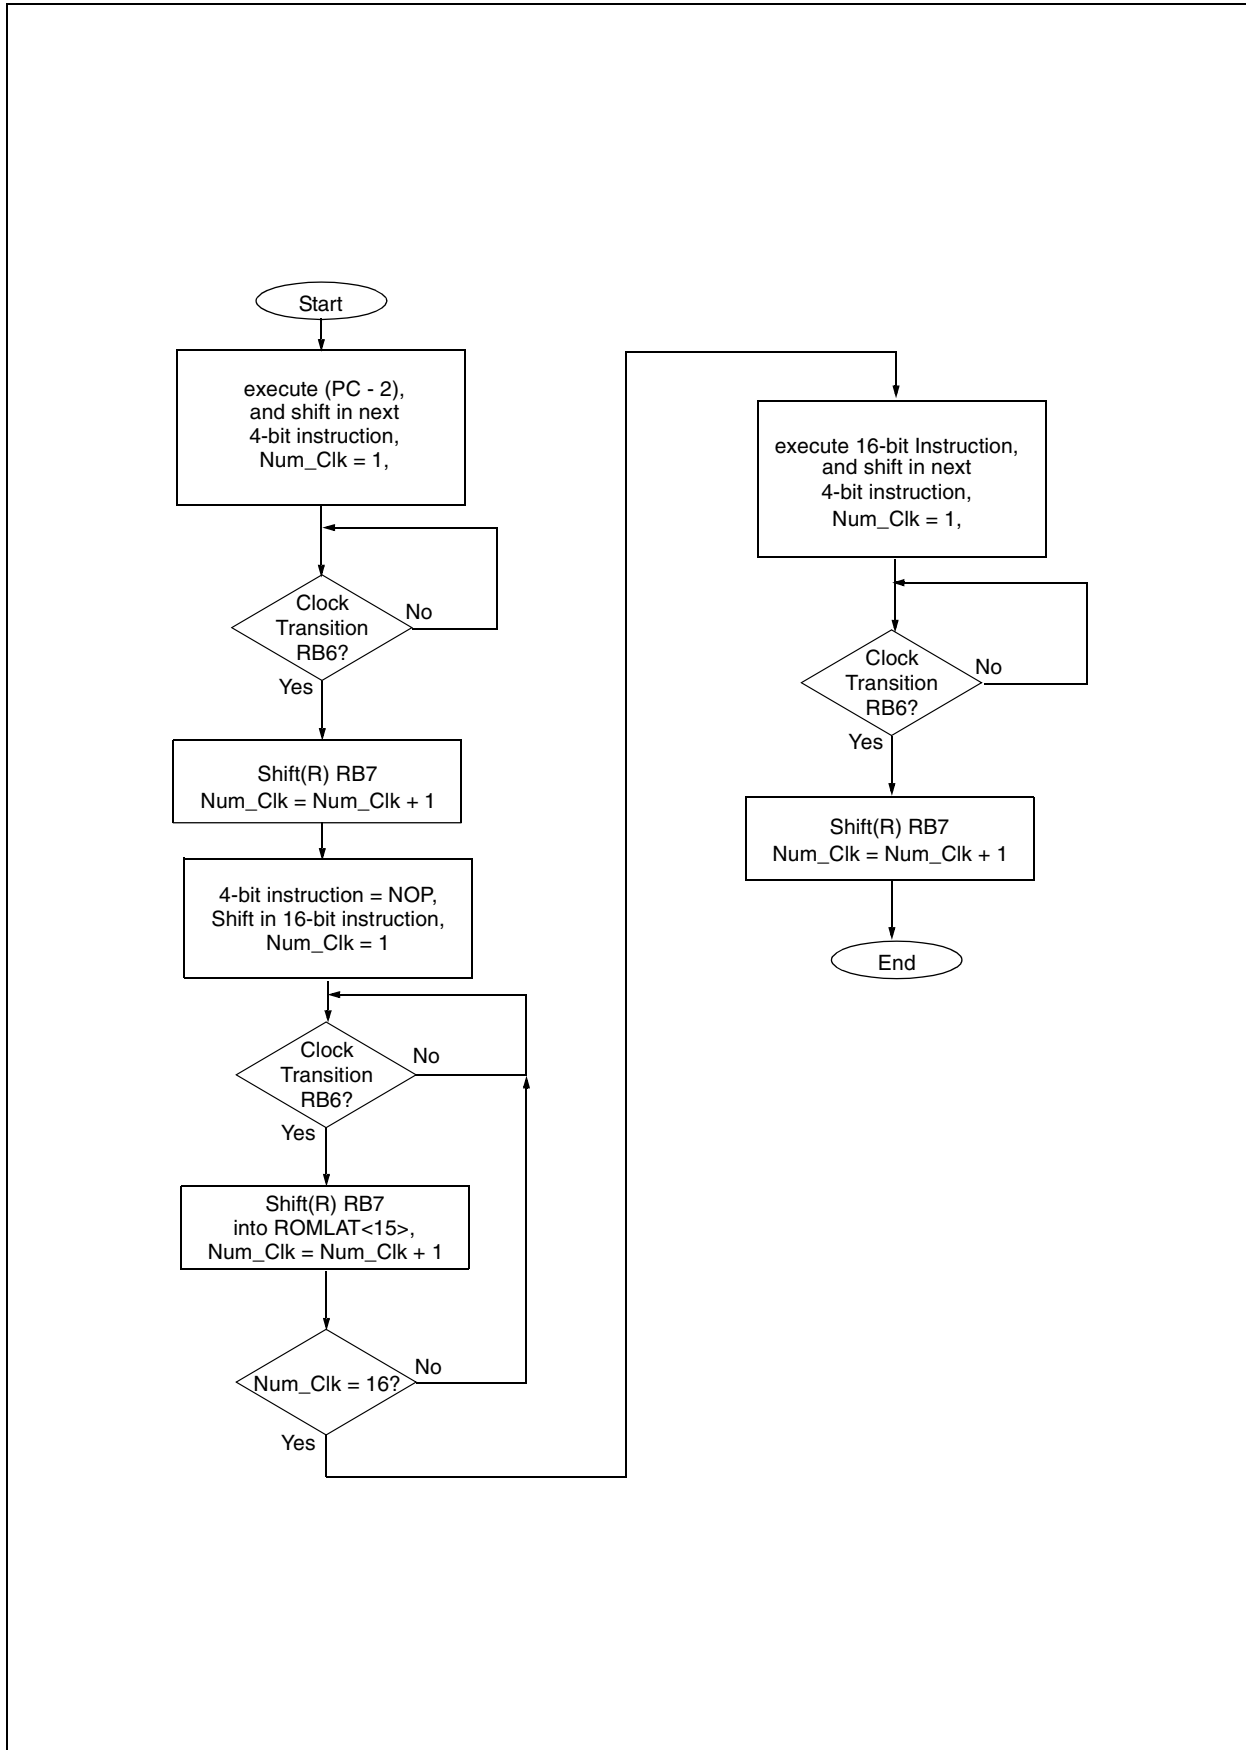 Start
execute (PC - 2),
and shift in next
4-bit instruction,
Num_Clk = 1,
Clock
Transition
RB6?
No
Yes
Shift(R) RB7
Num_Clk = Num_Clk + 1
4-bit instruction = NOP,
Shift in 16-bit instruction,
Num_Clk = 1
Clock
Transition
RB6?
No
Yes
Shift(R) RB7
into ROMLAT<15>,
Num_Clk = Num_Clk + 1
Num_Clk = 16?
No
Yes
execute 16-bit Instruction,
and shift in next
4-bit instruction,
Num_Clk = 1,
Clock
Transition
RB6?
No
Yes
Shift(R) RB7
Num_Clk = Num_Clk + 1
End